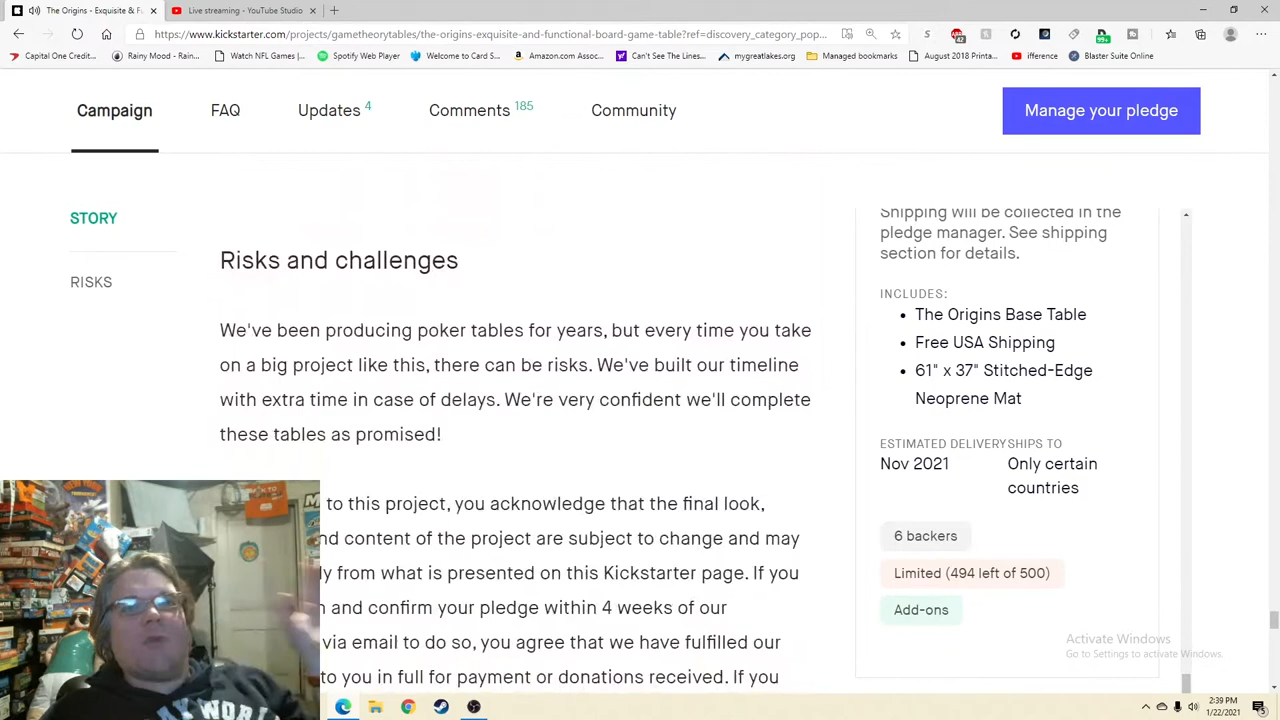 The Origins - Exquisite & F
Live streaming - YouTube Studio
https://www.kickstarter.com/projects/gametheorytables/the-origins-exquisite-and-functional-board-game-table?ref=discovery_category_pop...
Capital One Credit...
Rainy Mood - Rain...
Watch NFL Games |...
Spotify Web Player
Welcome to Card S...
Amazon.com Assoc...
Can't See The Lines...
mygreatlakes.org
Managed bookmarks
August 2018 Printa...
ifference
Blaster Suite Online
Campaign
FAQ
Updates 4
Comments 185
Community
Manage your pledge
STORY
RISKS
Risks and challenges
We've been producing poker tables for years, but every time you take
on a big project like this, there can be risks. We've built our timeline
with extra time in case of delays. We're very confident we'll complete
these tables as promised!
to this project, you acknowledge that the final look,
nd content of the project are subject to change and may
ly from what is presented on this Kickstarter page. If you
n and confirm your pledge within 4 weeks of our
via email to do so, you agree that we have fulfilled our
to you in full for payment or donations received. If you
Shipping will be collected in the
pledge manager. See shipping
section for details.
INCLUDES:
• The Origins Base Table
• Free USA Shipping
• 61" x 37" Stitched-Edge
Neoprene Mat
ESTIMATED DELIVERY SHIPS TO
Nov 2021 Only certain
countries
6 backers
Limited (494 left of 500)
Add-ons
Activate Windows
Go to Settings to activate Windows.
2:39 PM
1/22/2021